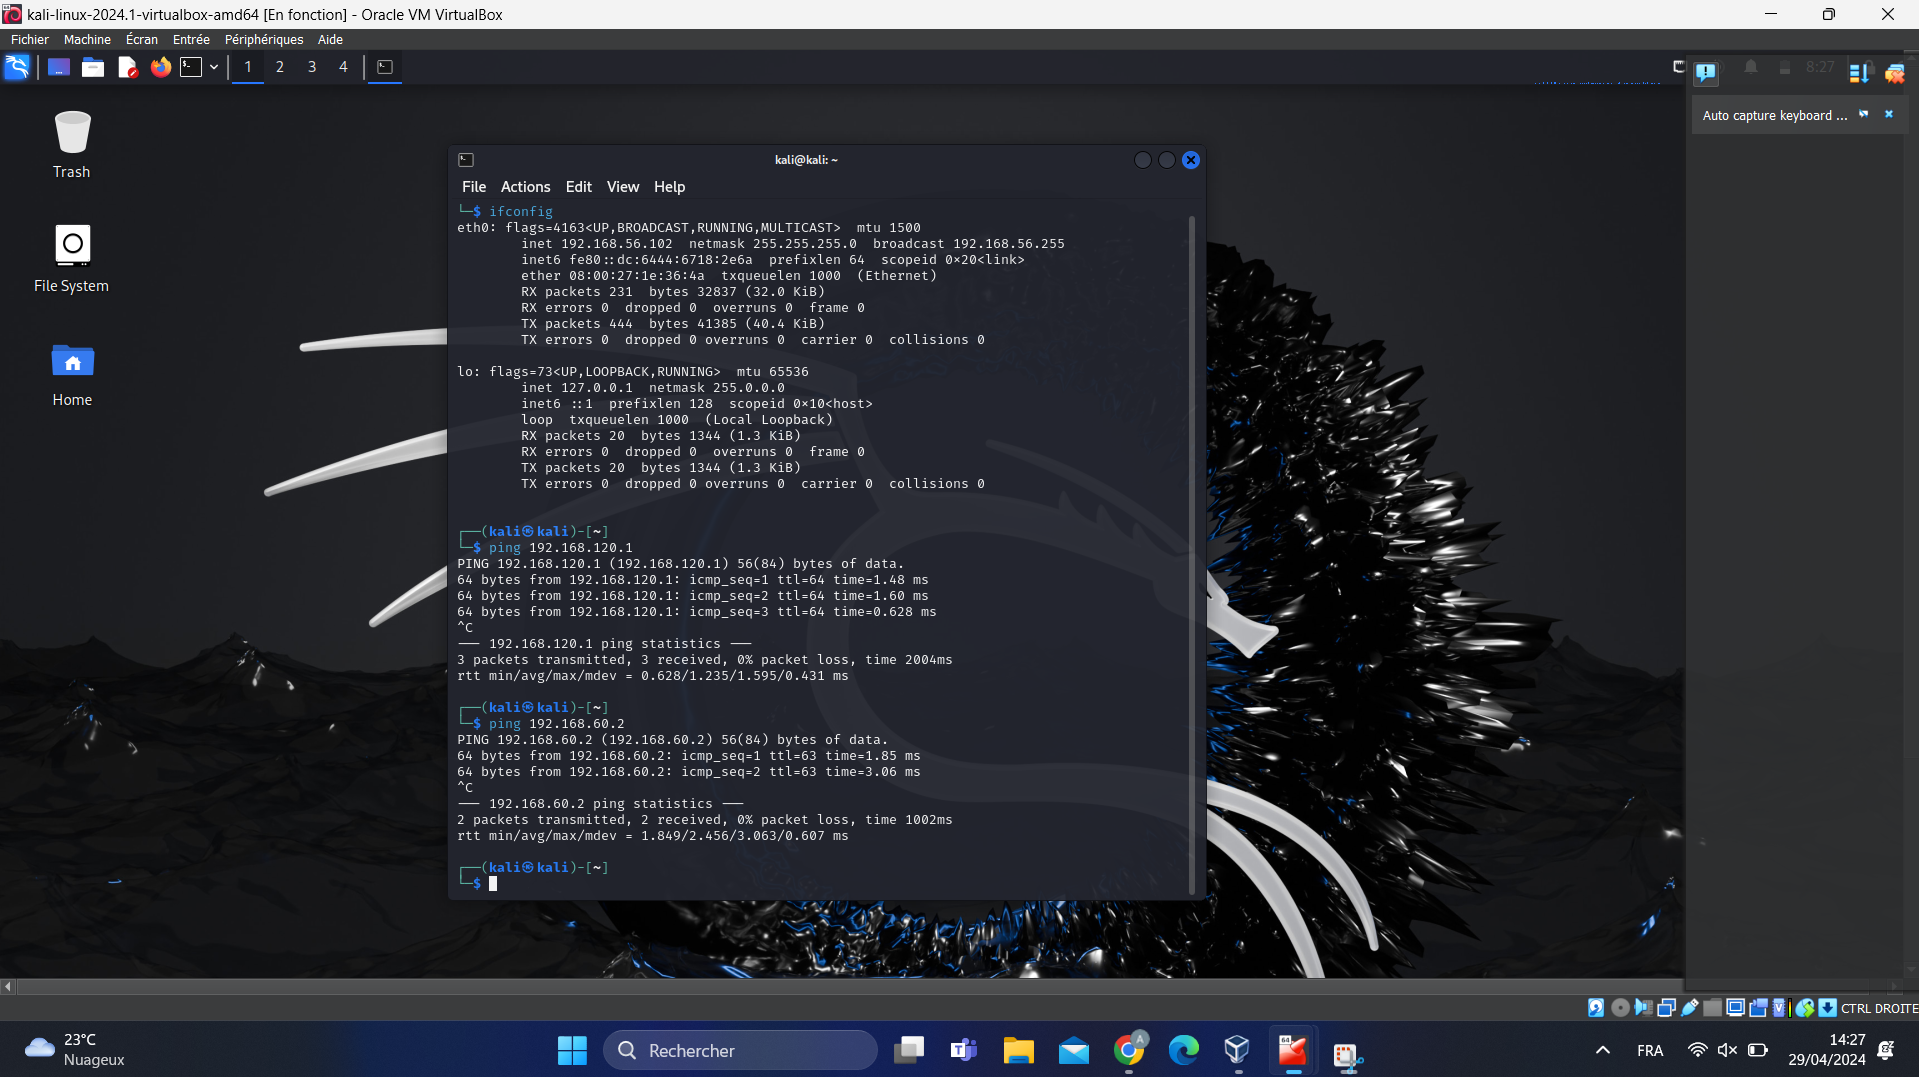 kali-linux-2024.1-virtualbox-amd64 [En fonction] - Oracle VM VirtualBox
Fichier Machine Écran Entrée Périphériques Aide
1 2 3 4
8:27
Auto capture keyboard ...
Trash
File System
Home
kali@kali: ~
File Actions Edit View Help
└─$ ifconfig
eth0: flags=4163<UP,BROADCAST,RUNNING,MULTICAST>  mtu 1500
        inet 192.168.56.102  netmask 255.255.255.0  broadcast 192.168.56.255
        inet6 fe80::dc:6444:6718:2e6a  prefixlen 64  scopeid 0×20<link>
        ether 08:00:27:1e:36:4a  txqueuelen 1000  (Ethernet)
        RX packets 231  bytes 32837 (32.0 KiB)
        RX errors 0  dropped 0  overruns 0  frame 0
        TX packets 444  bytes 41385 (40.4 KiB)
        TX errors 0  dropped 0 overruns 0  carrier 0  collisions 0
lo: flags=73<UP,LOOPBACK,RUNNING>  mtu 65536
        inet 127.0.0.1  netmask 255.0.0.0
        inet6 ::1  prefixlen 128  scopeid 0×10<host>
        loop  txqueuelen 1000  (Local Loopback)
        RX packets 20  bytes 1344 (1.3 KiB)
        RX errors 0  dropped 0  overruns 0  frame 0
        TX packets 20  bytes 1344 (1.3 KiB)
        TX errors 0  dropped 0 overruns 0  carrier 0  collisions 0
┌──(kali㉿kali)-[~]
└─$ ping 192.168.120.1
PING 192.168.120.1 (192.168.120.1) 56(84) bytes of data.
64 bytes from 192.168.120.1: icmp_seq=1 ttl=64 time=1.48 ms
64 bytes from 192.168.120.1: icmp_seq=2 ttl=64 time=1.60 ms
64 bytes from 192.168.120.1: icmp_seq=3 ttl=64 time=0.628 ms
^C
--- 192.168.120.1 ping statistics ---
3 packets transmitted, 3 received, 0% packet loss, time 2004ms
rtt min/avg/max/mdev = 0.628/1.235/1.595/0.431 ms
┌──(kali㉿kali)-[~]
└─$ ping 192.168.60.2
PING 192.168.60.2 (192.168.60.2) 56(84) bytes of data.
64 bytes from 192.168.60.2: icmp_seq=1 ttl=63 time=1.85 ms
64 bytes from 192.168.60.2: icmp_seq=2 ttl=63 time=3.06 ms
^C
--- 192.168.60.2 ping statistics ---
2 packets transmitted, 2 received, 0% packet loss, time 1002ms
rtt min/avg/max/mdev = 1.849/2.456/3.063/0.607 ms
┌──(kali㉿kali)-[~]
└─$
CTRL DROITE
23°C
Nuageux
Rechercher
FRA
14:27
29/04/2024